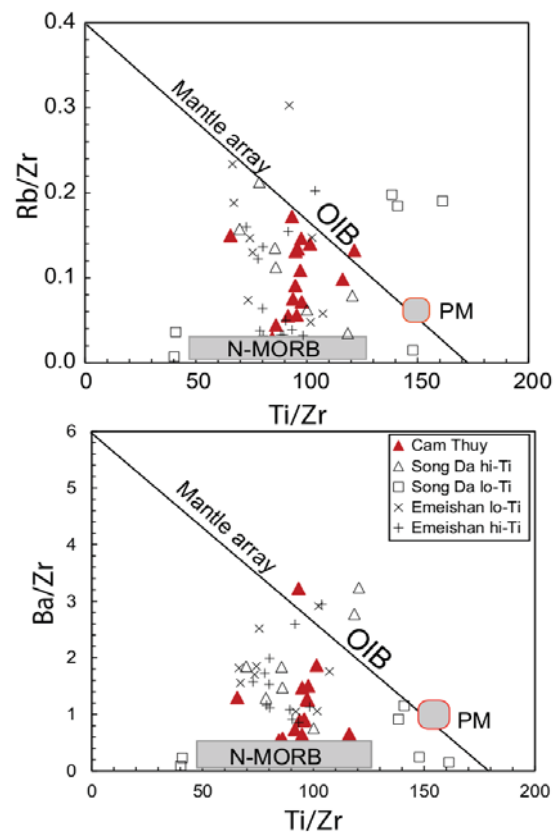 0.4
0.3
0.2
0.1
0.0
Rb/Zr
Mantle array
OIB
PM
N-MORB
0
50
100
150
200
Ti/Zr
6
5
4
3
2
1
0
Ba/Zr
Mantle array
OIB
PM
N-MORB
Cam Thuy
Song Da hi-Ti
Song Da lo-Ti
Emeishan lo-Ti
Emeishan hi-Ti
0
50
100
150
200
Ti/Zr